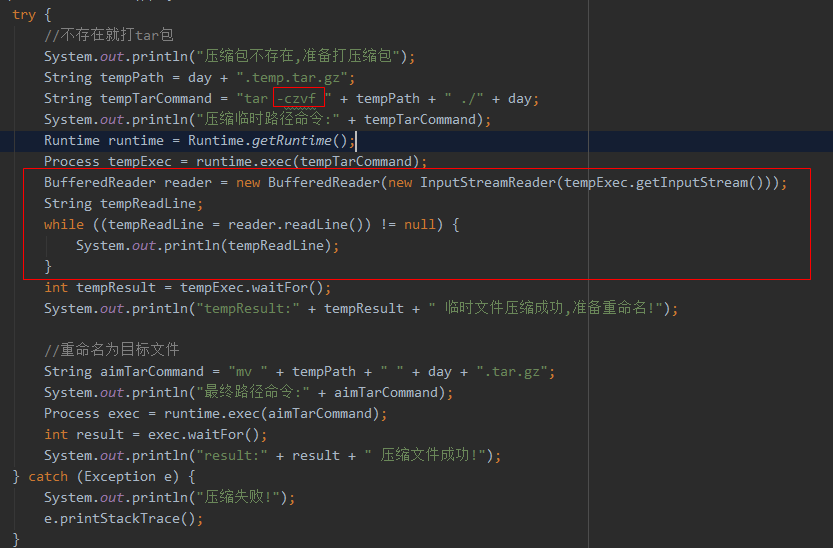 try {
//不存在就打tar包
System.out.println("压缩包不存在,准备打压缩包");
String tempPath = day + ".temp.tar.gz";
String tempTarCommand = "tar -czvf " + tempPath + " ./" + day;
System.out.println("压缩临时路径命令:" + tempTarCommand);
Runtime runtime = Runtime.getRuntime();
Process tempExec = runtime.exec(tempTarCommand);
BufferedReader reader = new BufferedReader(new InputStreamReader(tempExec.getInputStream()));
String tempReadLine;
while ((tempReadLine = reader.readLine()) != null) {
System.out.println(tempReadLine);
}
int tempResult = tempExec.waitFor();
System.out.println("tempResult:" + tempResult + " 临时文件压缩成功,准备重命名!");
//重命名为目标文件
String aimTarCommand = "mv " + tempPath + " " + day + ".tar.gz";
System.out.println("最终路径命令:" + aimTarCommand);
Process exec = runtime.exec(aimTarCommand);
int result = exec.waitFor();
System.out.println("result:" + result + " 压缩文件成功!");
} catch (Exception e) {
System.out.println("压缩失败!");
e.printStackTrace();
}